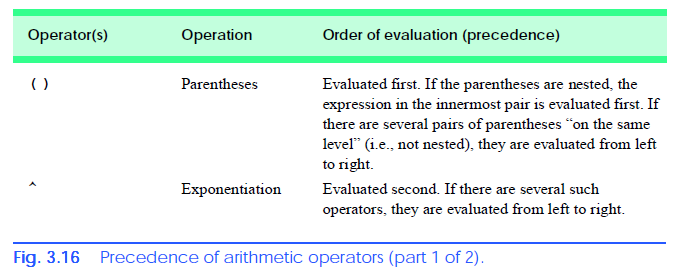 Operator(s) Operation Order of evaluation (precedence)
( ) Parentheses Evaluated first. If the parentheses are nested, the
expression in the innermost pair is evaluated first. If
there are several pairs of parentheses “on the same
level” (i.e., not nested), they are evaluated from left
to right.
^ Exponentiation Evaluated second. If there are several such
operators, they are evaluated from left to right.
Fig. 3.16 Precedence of arithmetic operators (part 1 of 2).